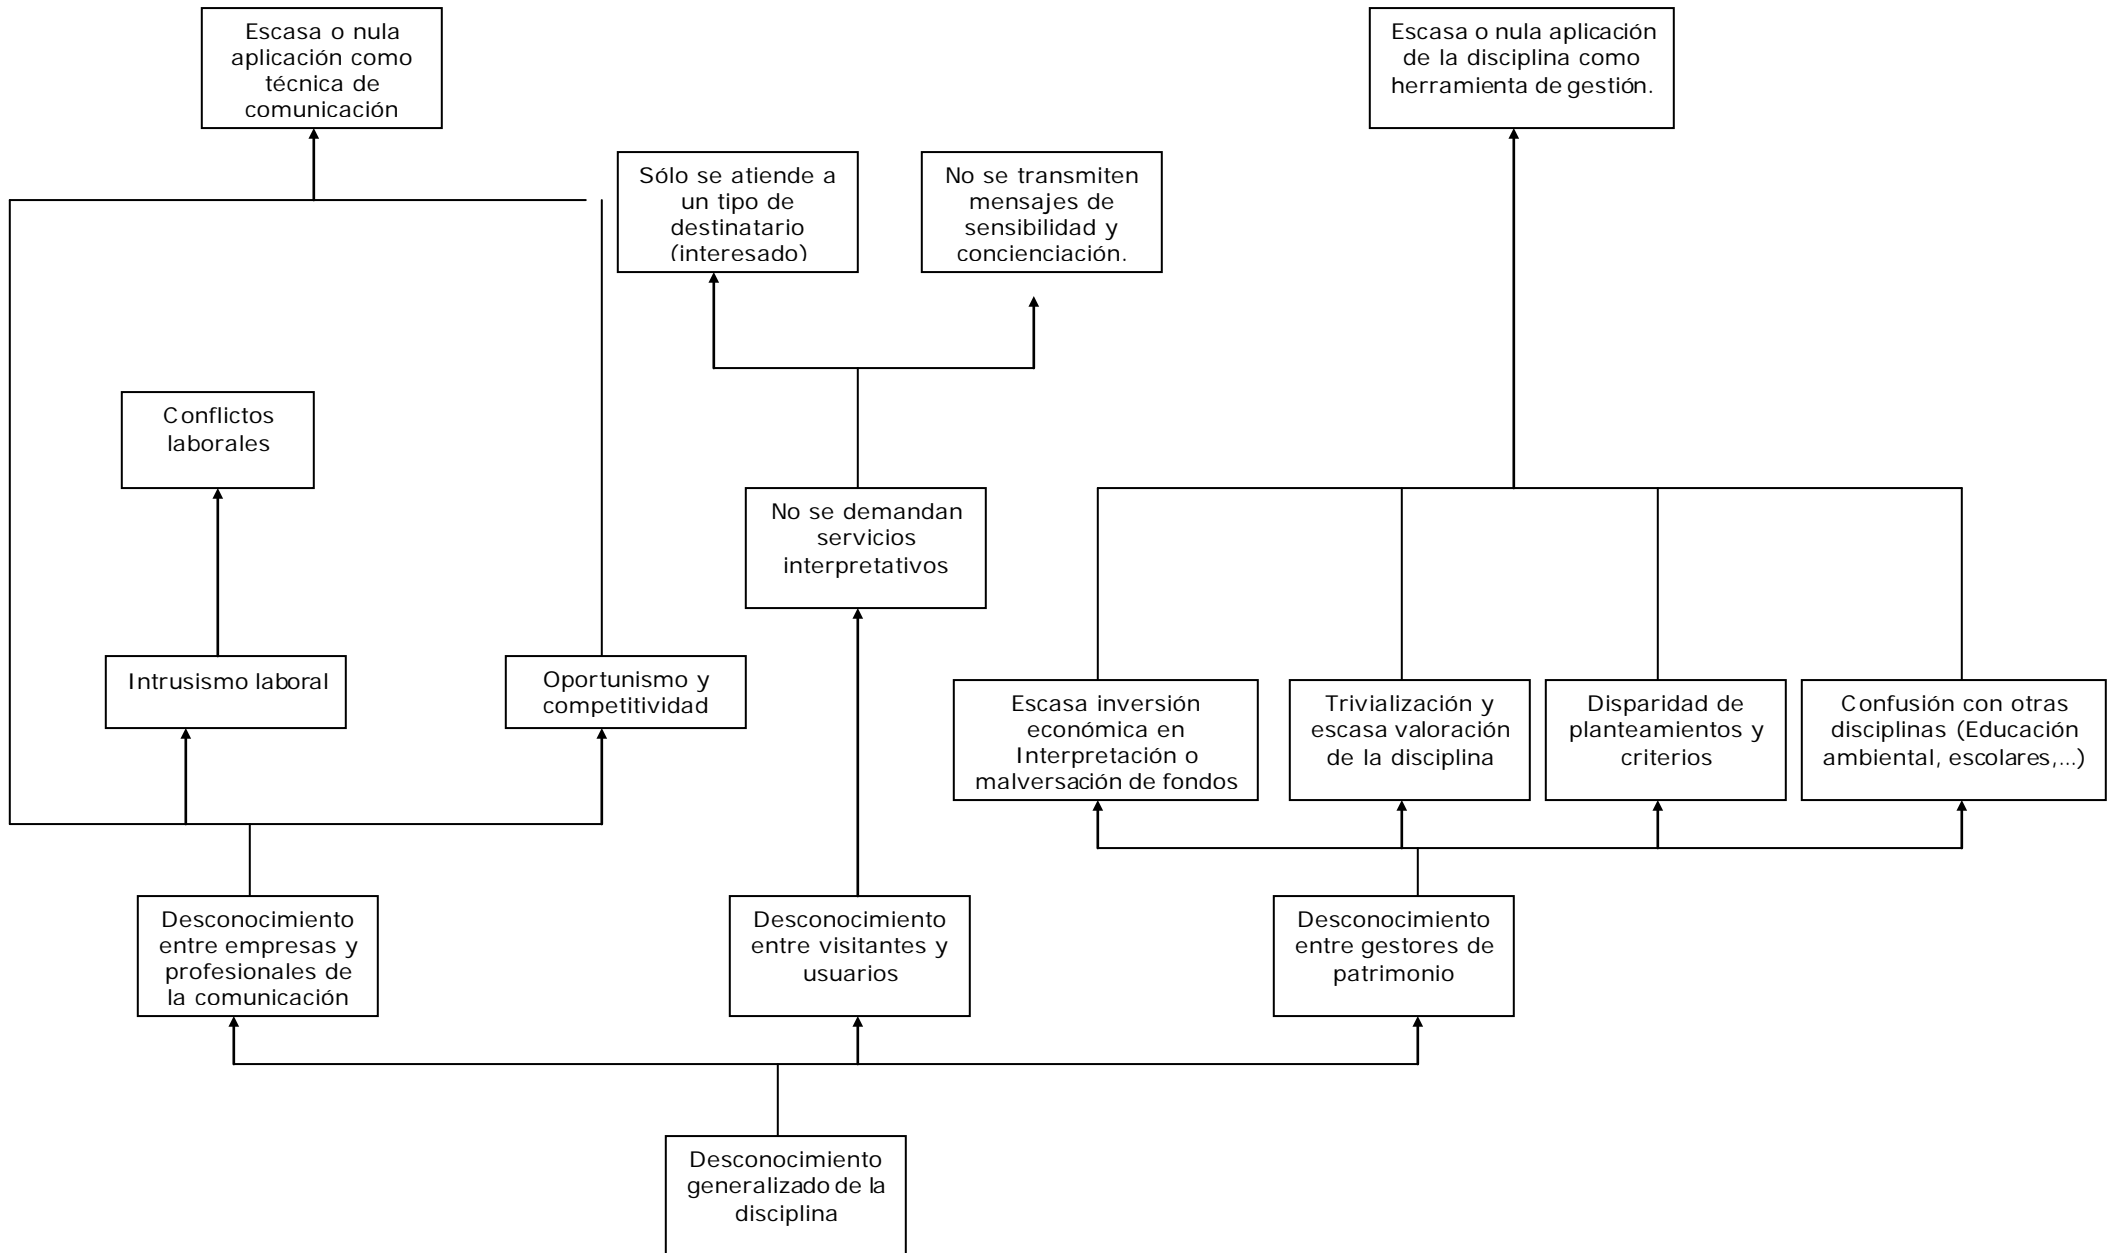 Escasa o nula
aplicación como
técnica de
comunicación
Escasa o nula aplicación
de la disciplina como
herramienta de gestión.
Sólo se atiende a
un tipo de
destinatario
(interesado)
No se transmiten
mensajes de
sensibilidad y
concienciación.
Conflictos
laborales
No se demandan
servicios
interpretativos
Intrusismo laboral
Oportunismo y
competitividad
Escasa inversión
económica en
Interpretación o
malversación de fondos
Trivialización y
escasa valoración
de la disciplina
Disparidad de
planteamientos y
criterios
Confusión con otras
disciplinas (Educación
ambiental, escolares,...)
Desconocimiento
entre empresas y
profesionales de
la comunicación
Desconocimiento
entre visitantes y
usuarios
Desconocimiento
entre gestores de
patrimonio
Desconocimiento
generalizado de la
disciplina